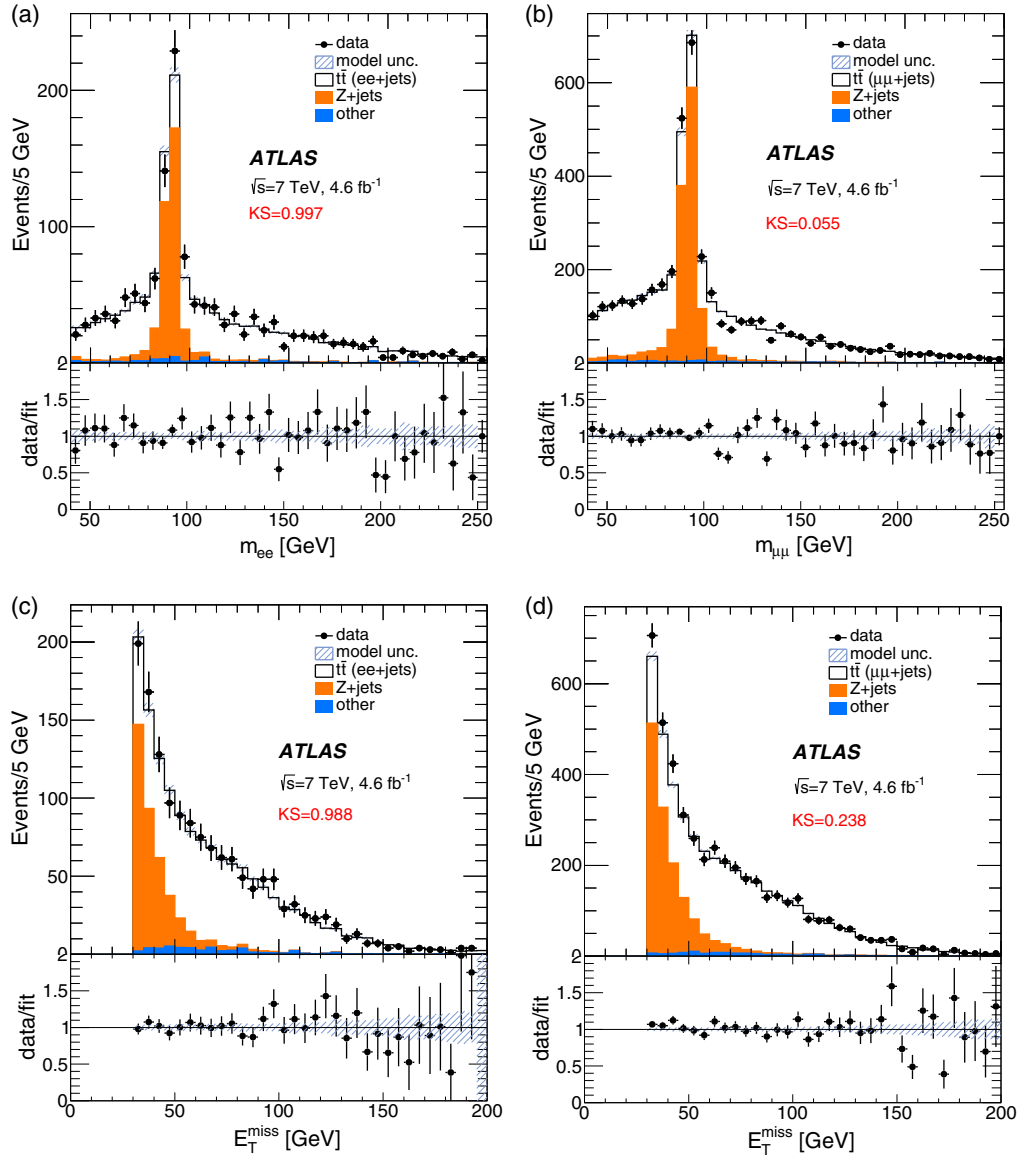 (a)
Events/5 GeV
200
100
2
data
model unc.
tt̄ (ee+jets)
Z+jets
other
ATLAS
√s=7 TeV, 4.6 fb⁻¹
KS=0.997
data/fit
2
1.5
1
0.5
0
50 100 150 200 250
m_ee [GeV]
(b)
Events/5 GeV
600
400
200
2
data
model unc.
tt̄ (μμ+jets)
Z+jets
other
ATLAS
√s=7 TeV, 4.6 fb⁻¹
KS=0.055
data/fit
2
1.5
1
0.5
0
50 100 150 200 250
m_μμ [GeV]
(c)
Events/5 GeV
200
150
100
50
2
data
model unc.
tt̄ (ee+jets)
Z+jets
other
ATLAS
√s=7 TeV, 4.6 fb⁻¹
KS=0.988
data/fit
1.5
1
0.5
0
0 50 100 150 200
E_T^miss [GeV]
(d)
Events/5 GeV
600
400
200
2
data
model unc.
tt̄ (μμ+jets)
Z+jets
other
ATLAS
√s=7 TeV, 4.6 fb⁻¹
KS=0.238
data/fit
1.5
1
0.5
0
0 50 100 150 200
E_T^miss [GeV]